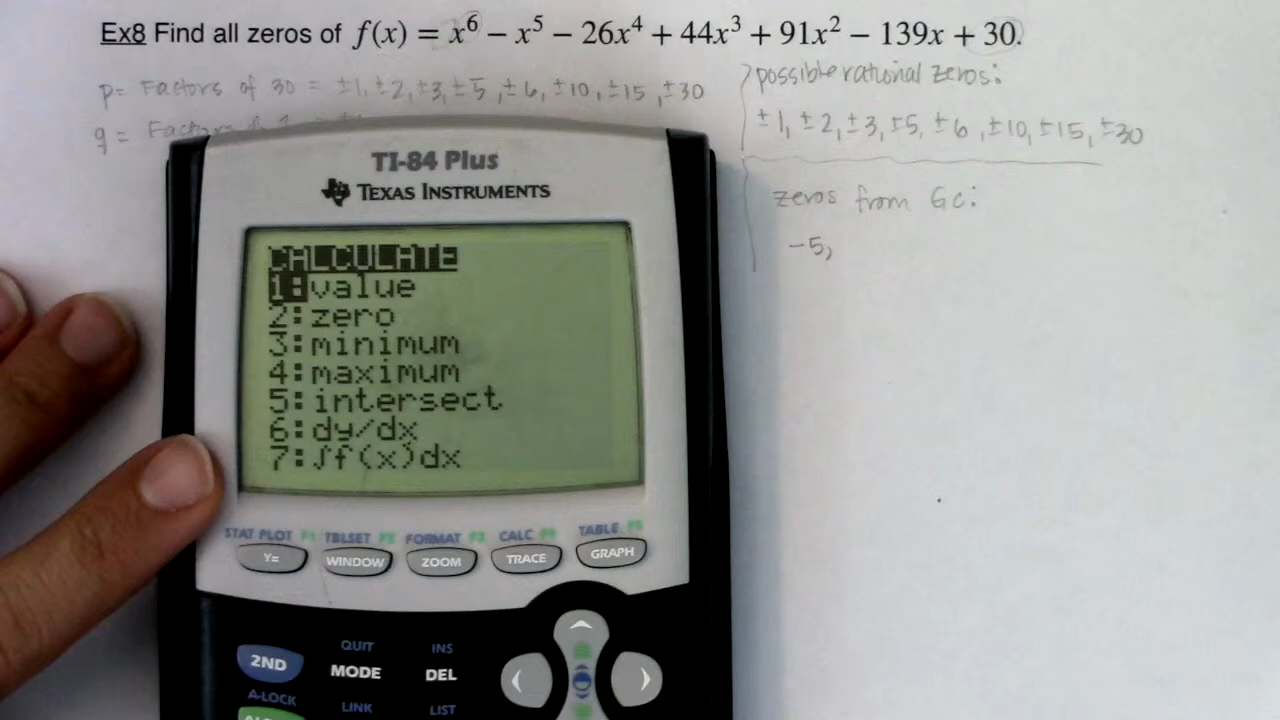 Ex8 Find all zeros of f(x) = x⁶ − x⁵ − 26x⁴ + 44x³ + 91x² − 139x + 30.
p= Factors of 30 = ±1, ±2, ±3, ±5, ±6, ±10, ±15, ±30
q = Factors
possible rational zeros:
±1, ±2, ±3, ±5, ±6, ±10, ±15, ±30
zeros from GC:
-5,
TI-84 Plus
TEXAS INSTRUMENTS
CALCULATE
1:value
2:zero
3:minimum
4:maximum
5:intersect
6:dy/dx
7:∫f(x)dx
STAT PLOT F1 TBLSET F2 FORMAT F3 CALC F4 TABLE F5
Y= WINDOW ZOOM TRACE GRAPH
QUIT INS
2ND MODE DEL
A-LOCK LINK LIST